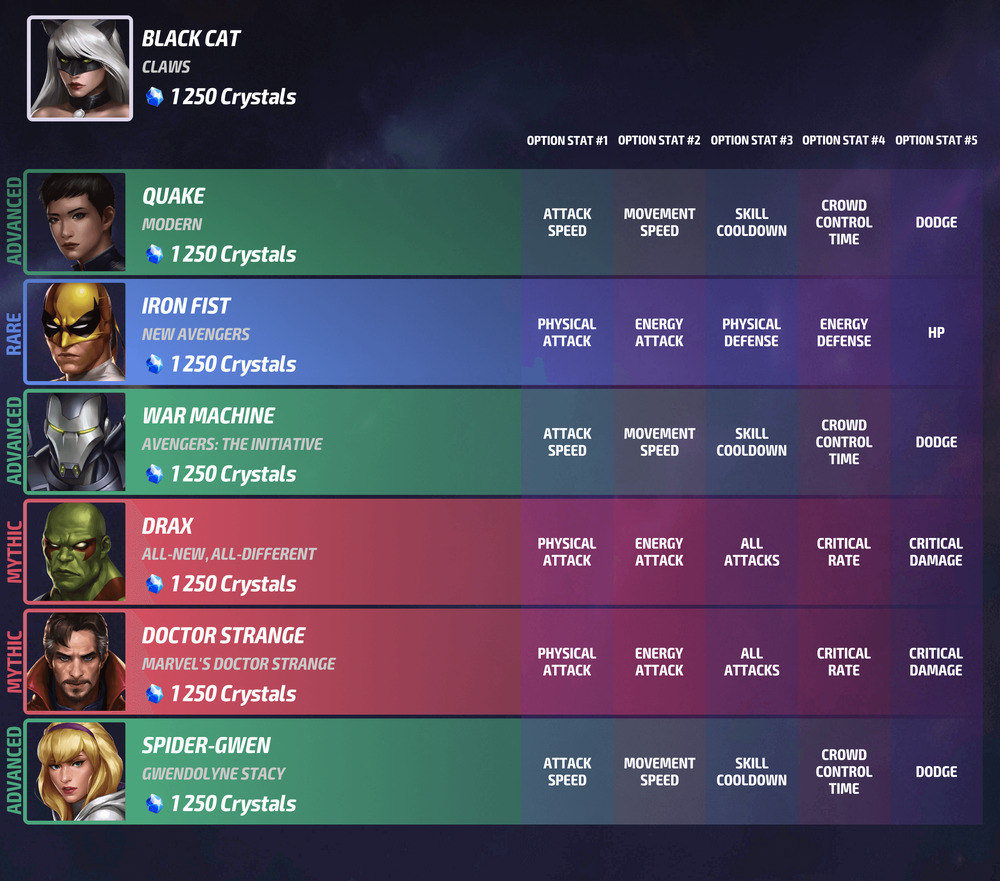 BLACK CAT
CLAWS
1 250 Crystals
OPTION STAT #1 OPTION STAT #2 OPTION STAT #3 OPTION STAT #4 OPTION STAT #5
ADVANCED
QUAKE
MODERN
1 250 Crystals
ATTACK
SPEED
MOVEMENT
SPEED
SKILL
COOLDOWN
CROWD
CONTROL
TIME
DODGE
RARE
IRON FIST
NEW AVENGERS
1 250 Crystals
PHYSICAL
ATTACK
ENERGY
ATTACK
PHYSICAL
DEFENSE
ENERGY
DEFENSE
HP
ADVANCED
WAR MACHINE
AVENGERS: THE INITIATIVE
1 250 Crystals
ATTACK
SPEED
MOVEMENT
SPEED
SKILL
COOLDOWN
CROWD
CONTROL
TIME
DODGE
MYTHIC
DRAX
ALL-NEW, ALL-DIFFERENT
1 250 Crystals
PHYSICAL
ATTACK
ENERGY
ATTACK
ALL
ATTACKS
CRITICAL
RATE
CRITICAL
DAMAGE
MYTHIC
DOCTOR STRANGE
MARVEL'S DOCTOR STRANGE
1 250 Crystals
PHYSICAL
ATTACK
ENERGY
ATTACK
ALL
ATTACKS
CRITICAL
RATE
CRITICAL
DAMAGE
ADVANCED
SPIDER-GWEN
GWENDOLYNE STACY
1 250 Crystals
ATTACK
SPEED
MOVEMENT
SPEED
SKILL
COOLDOWN
CROWD
CONTROL
TIME
DODGE